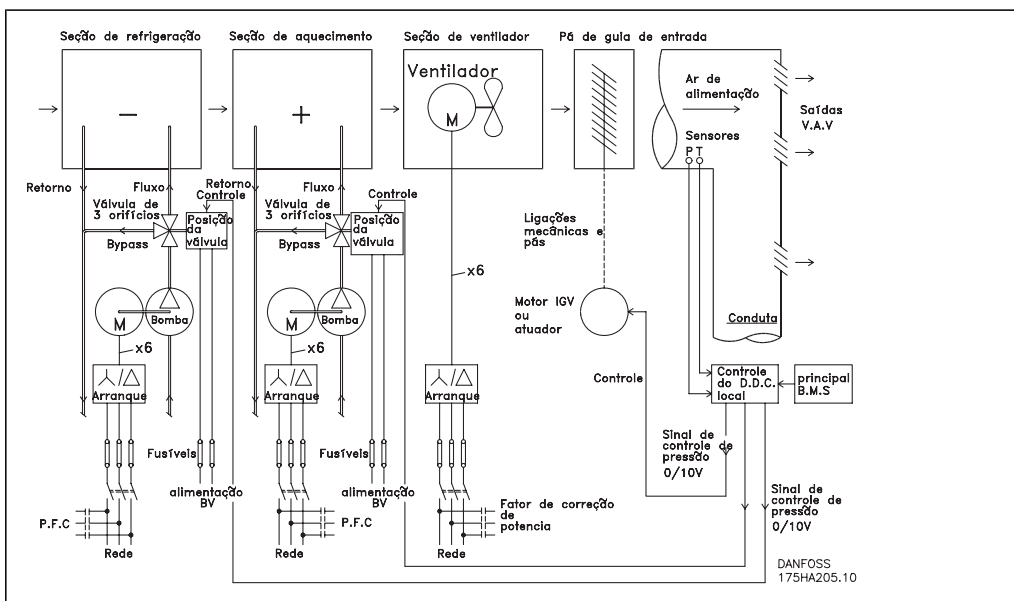 Seção de refrigeração
Seção de aquecimento
Seção de ventilador
Pá de guia de entrada
Ventilador
M
Ar de
alimentação
Saídas
V.A.V
Sensores
P T
Retorno
Fluxo
Válvula de
3 orifícios
Bypass
Posição
da
válvula
Retorno
Controle
Fluxo
Válvula de
3 orifícios
Bypass
Controle
Posição
da
válvula
x6
Ligações
mecânicas e
pás
M
Bomba
x6
Arranque
M
Bomba
x6
Arranque
Arranque
Motor IGV
ou
atuador
Controle
Conduta
Controle
do D.D.C.
local
principal
B.M.S
Fusíveis
Fusíveis
alimentação
BV
alimentação
BV
P.F.C
P.F.C
Rede
Rede
Rede
Fator de correção
de
potencia
Sinal de
controle de
pressão
0/10V
Sinal de
controle de
pressão
0/10V
DANFOSS
175HA205.10